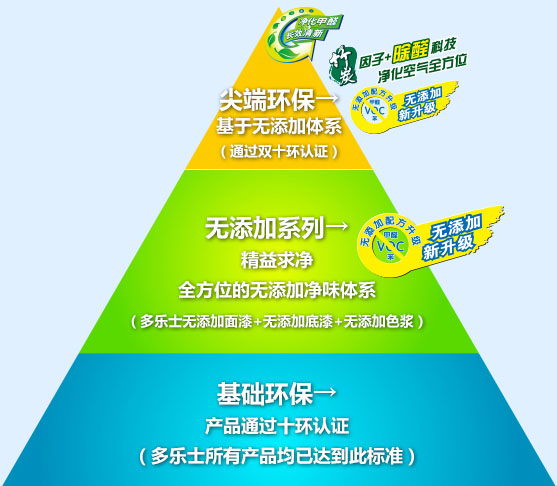 净化甲醛
长效清新
竹炭 因子+除醛科技
净化空气全方位
尖端环保→
基于无添加体系
（通过双十环认证）
无添加配方升级
甲醛
VOC
苯
无添加
新升级
无添加系列→
精益求净
全方位的无添加净味体系
（多乐士无添加面漆+无添加底漆+无添加色浆）
无添加配方升级
甲醛
VOC
苯
无添加
新升级
基础环保→
产品通过十环认证
（多乐士所有产品均已达到此标准）